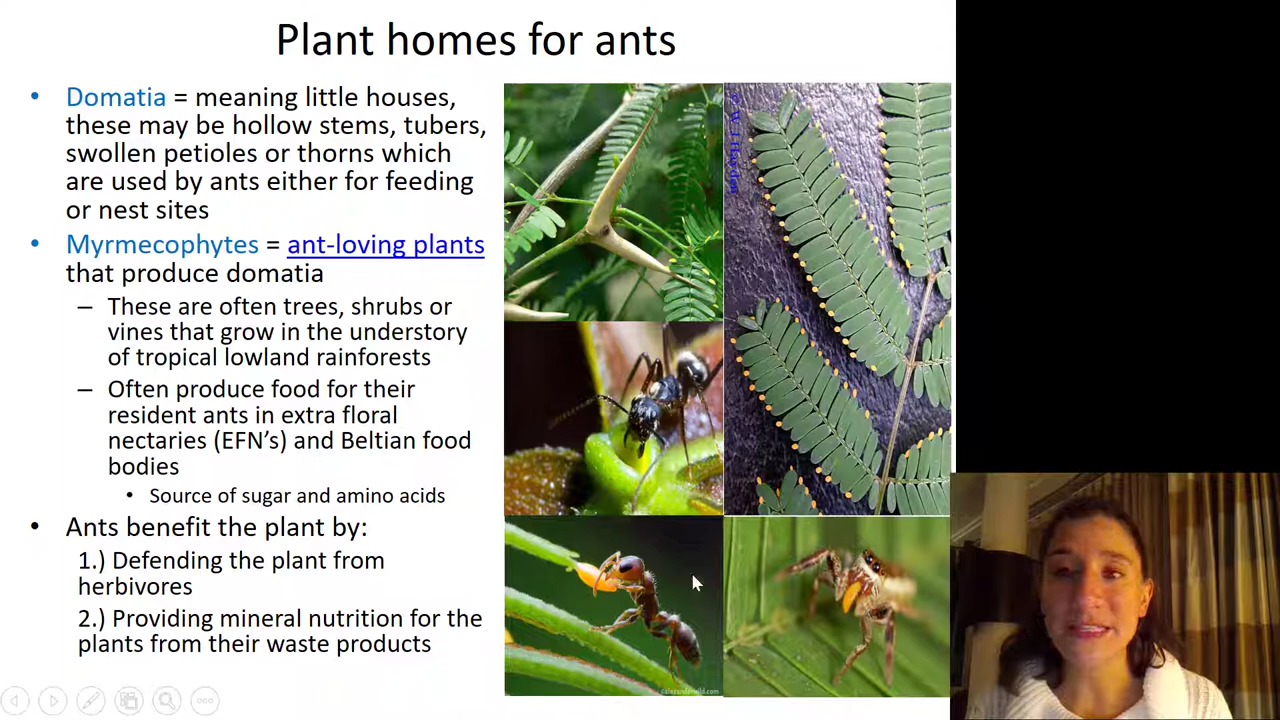 Plant homes for ants
• Domatia = meaning little houses,
these may be hollow stems, tubers,
swollen petioles or thorns which
are used by ants either for feeding
or nest sites
• Myrmecophytes = ant-loving plants
that produce domatia
– These are often trees, shrubs or
vines that grow in the understory
of tropical lowland rainforests
– Often produce food for their
resident ants in extra floral
nectaries (EFN’s) and Beltian food
bodies
• Source of sugar and amino acids
• Ants benefit the plant by:
1.) Defending the plant from
herbivores
2.) Providing mineral nutrition for the
plants from their waste products
© W J Hayden